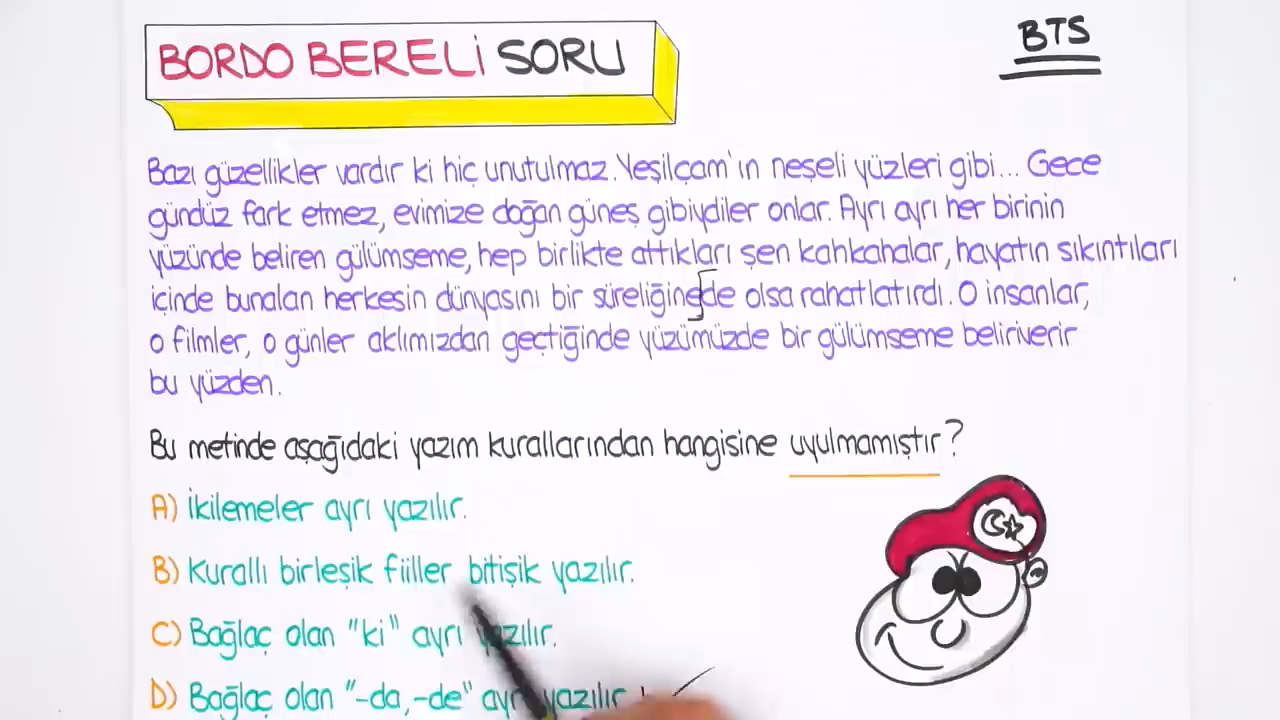 BORDO BERELİ SORU
BTS
Bazı güzellikler vardır ki hiç unutulmaz. Yeşilçam'ın neşeli yüzleri gibi... Gece
gündüz fark etmez, evimize doğan güneş gibiydiler onlar. Ayrı ayrı her birinin
yüzünde beliren gülümseme, hep birlikte attıkları şen kahkahalar, hayatın sıkıntıları
içinde bunalan herkesin dünyasını bir süreliğinede olsa rahatlatırdı. O insanlar,
o filmler, o günler aklımızdan geçtiğinde yüzümüzde bir gülümseme beliriverir
bu yüzden.
Bu metinde aşağıdaki yazım kurallarından hangisine uyulmamıştır?
A) İkilemeler ayrı yazılır.
B) Kurallı birleşik fiiller bitişik yazılır.
C) Bağlaç olan "ki" ayrı yazılır.
D) Bağlaç olan "-da, -de" ayrı yazılır